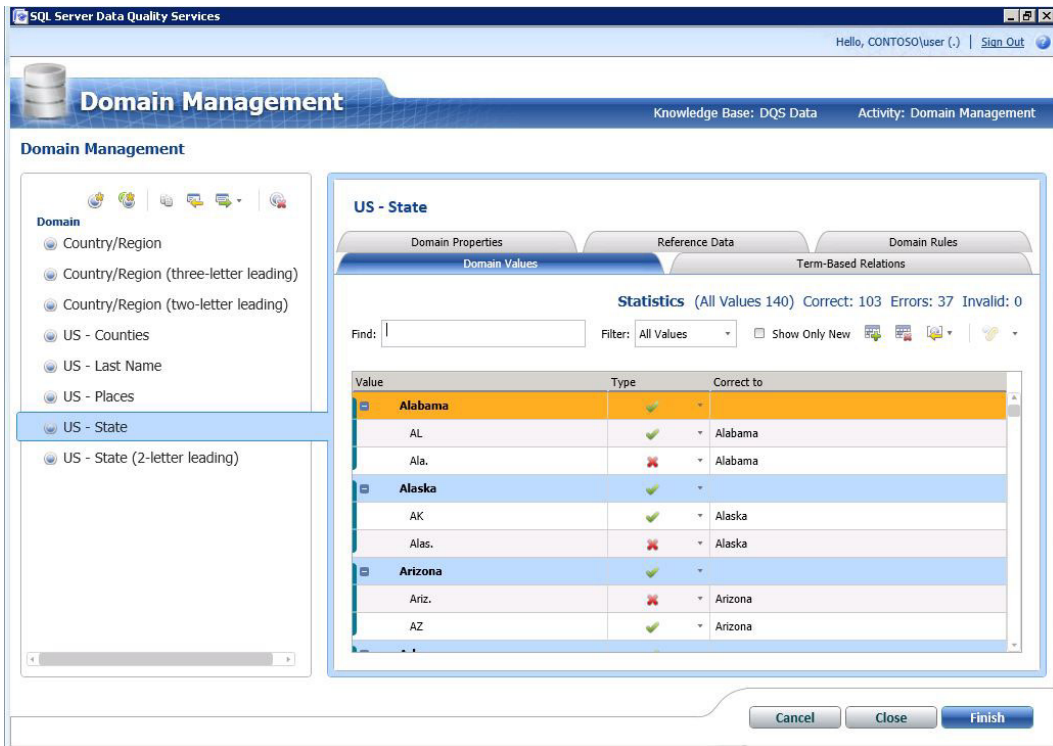 SQL Server Data Quality Services
Hello, CONTOSO\user (.) | Sign Out
Domain Management
Knowledge Base: DQS Data Activity: Domain Management
Domain Management
Domain
Country/Region
Country/Region (three-letter leading)
Country/Region (two-letter leading)
US - Counties
US - Last Name
US - Places
US - State
US - State (2-letter leading)
US - State
Domain Properties Reference Data Domain Rules
Domain Values Term-Based Relations
Statistics (All Values 140) Correct: 103 Errors: 37 Invalid: 0
Find: Filter: All Values Show Only New
Value Type Correct to
Alabama
AL Alabama
Ala. Alabama
Alaska
AK Alaska
Alas. Alaska
Arizona
Ariz. Arizona
AZ Arizona
Cancel Close Finish